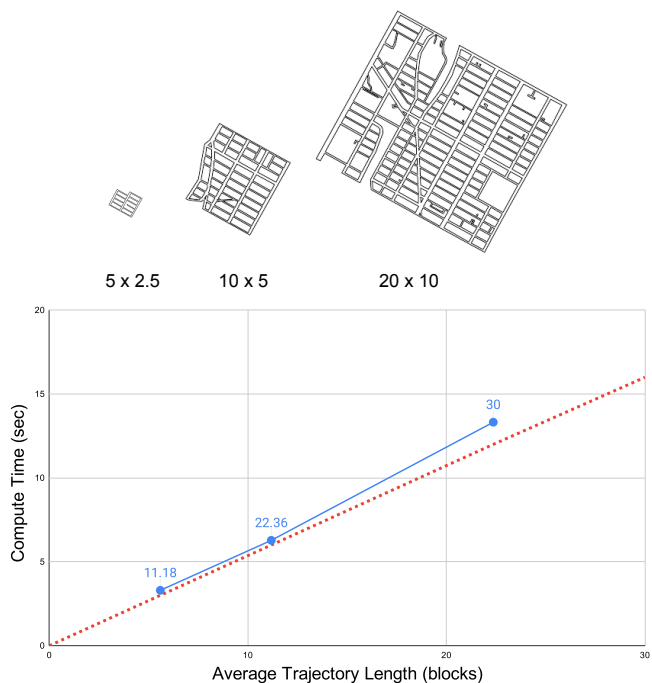 5 x 2.5
10 x 5
20 x 10
20
15
10
5
0
Compute Time (sec)
11.18
22.36
30
0
10
20
30
Average Trajectory Length (blocks)